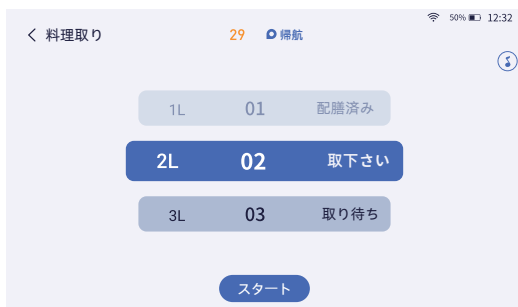 50% 12:32
料理取り 29 帰航
1L 01 配膳済み
2L 02 取下さい
3L 03 取り待ち
スタート